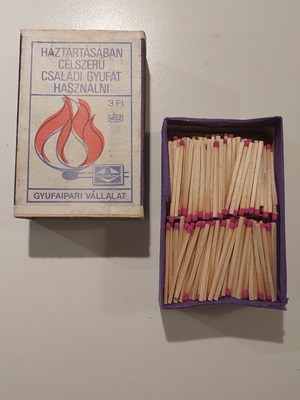 HÁZTARTÁSÁBAN
CÉLSZERŰ
CSALÁDI GYUFÁT
HASZNÁLNI
3 Ft
GYUFAIPARI VÁLLALAT